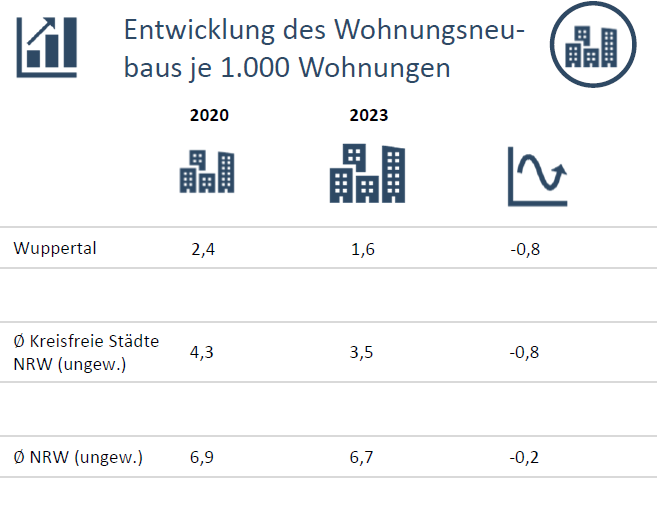 Entwicklung des Wohnungsneu-
baus je 1.000 Wohnungen
2020 2023
Wuppertal 2,4 1,6 -0,8
Ø Kreisfreie Städte
NRW (ungew.) 4,3 3,5 -0,8
Ø NRW (ungew.) 6,9 6,7 -0,2